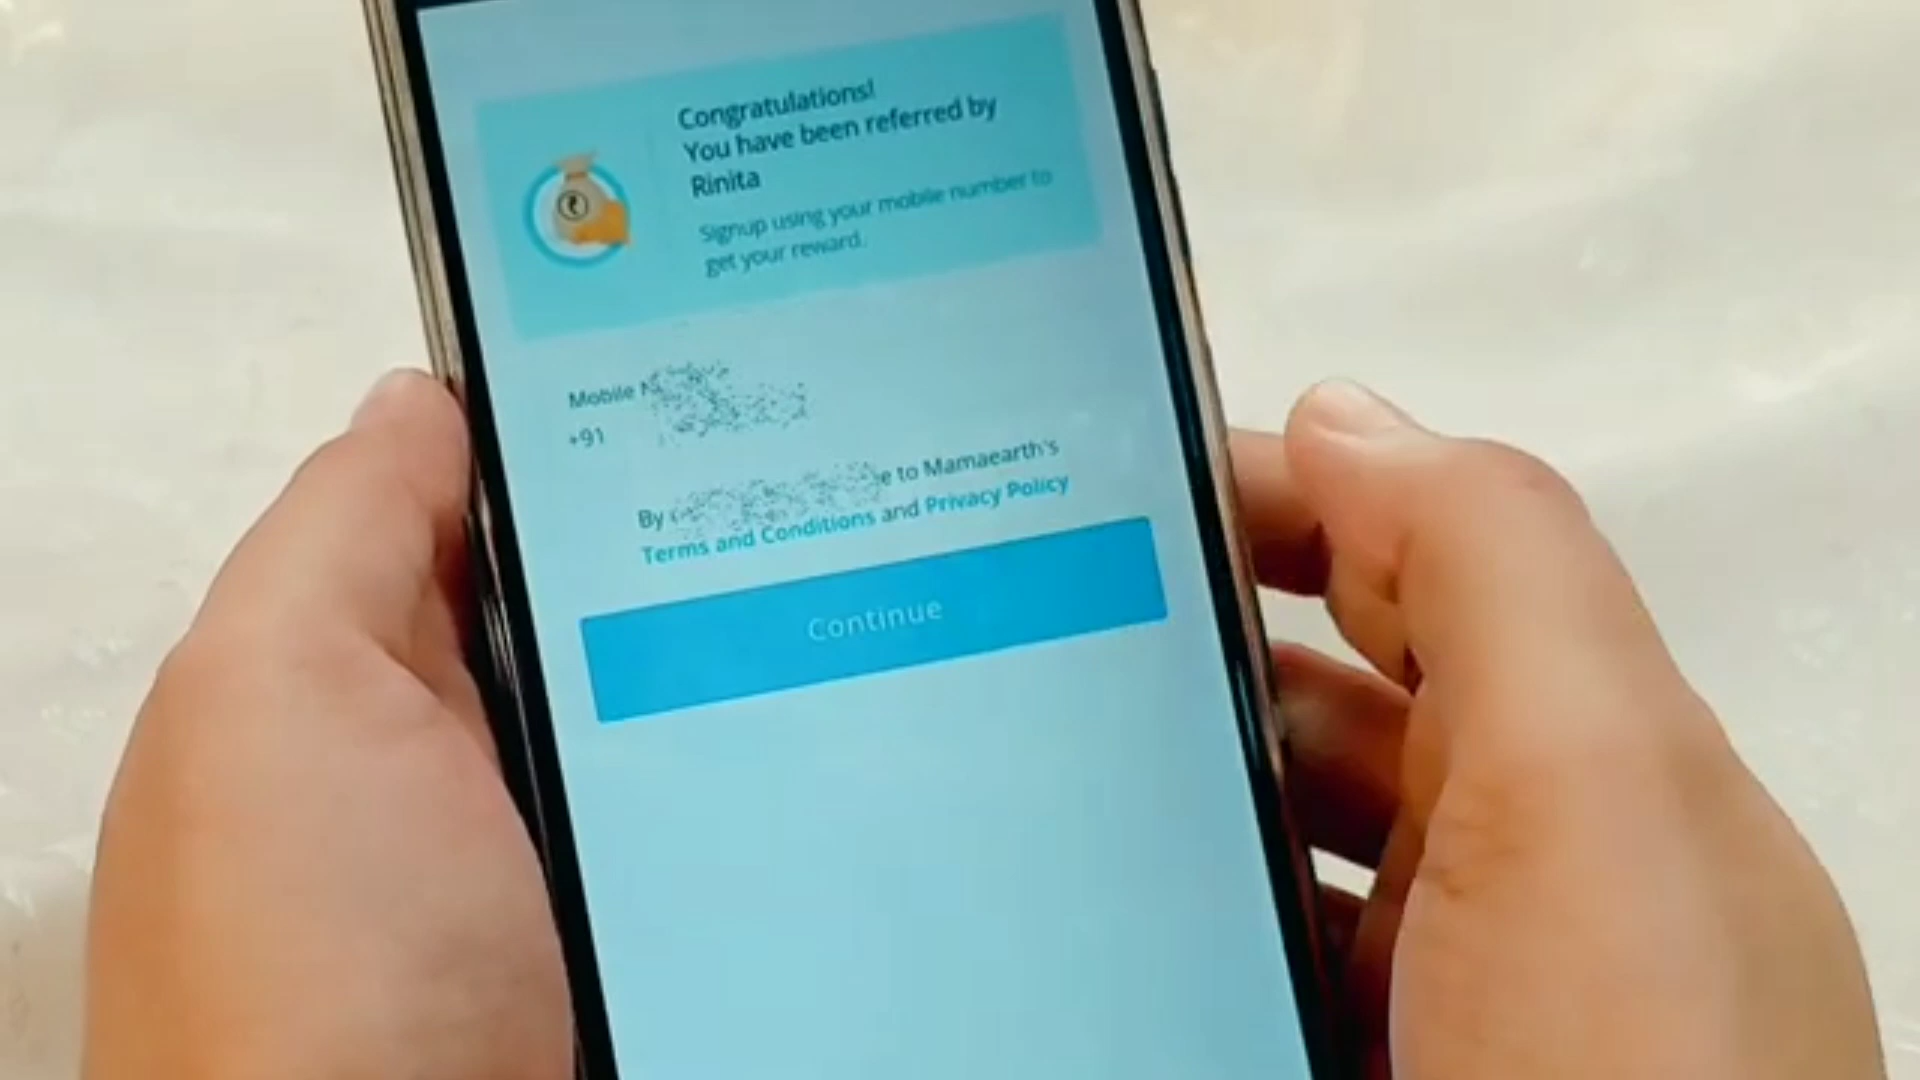 Congratulations!
You have been referred by
Rinita
Signup using your mobile number to
get your reward.
Mobile
+91
By to Mamaearth's
Terms and Conditions and Privacy Policy
Continue